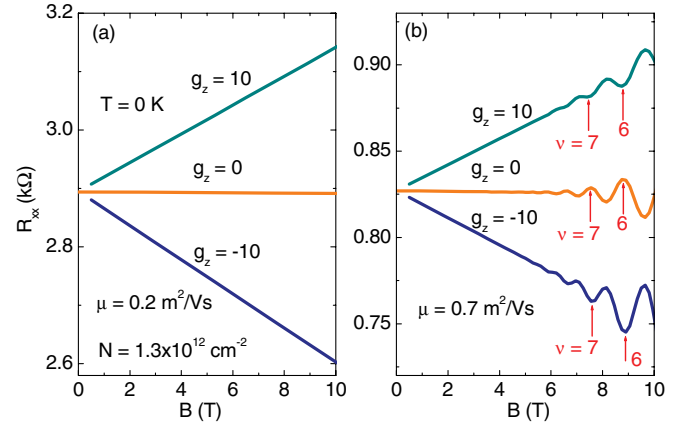 (a)
(b)
3.2
3.0
2.8
2.6
R_xx (kΩ)
g_z 10
T = 0 K
g_z 0
g_z = -10
μ = 0.2 m²/Vs
N = 1.3x10¹² cm⁻²
0 2 4 6 8 10
B (T)
0.90
0.85
0.80
0.75
g_z 10
ν = 7
6
g_z 0
ν = 7
6
g_z = -10
μ = 0.7 m²/Vs
ν = 7
6
0 2 4 6 8 10
B (T)